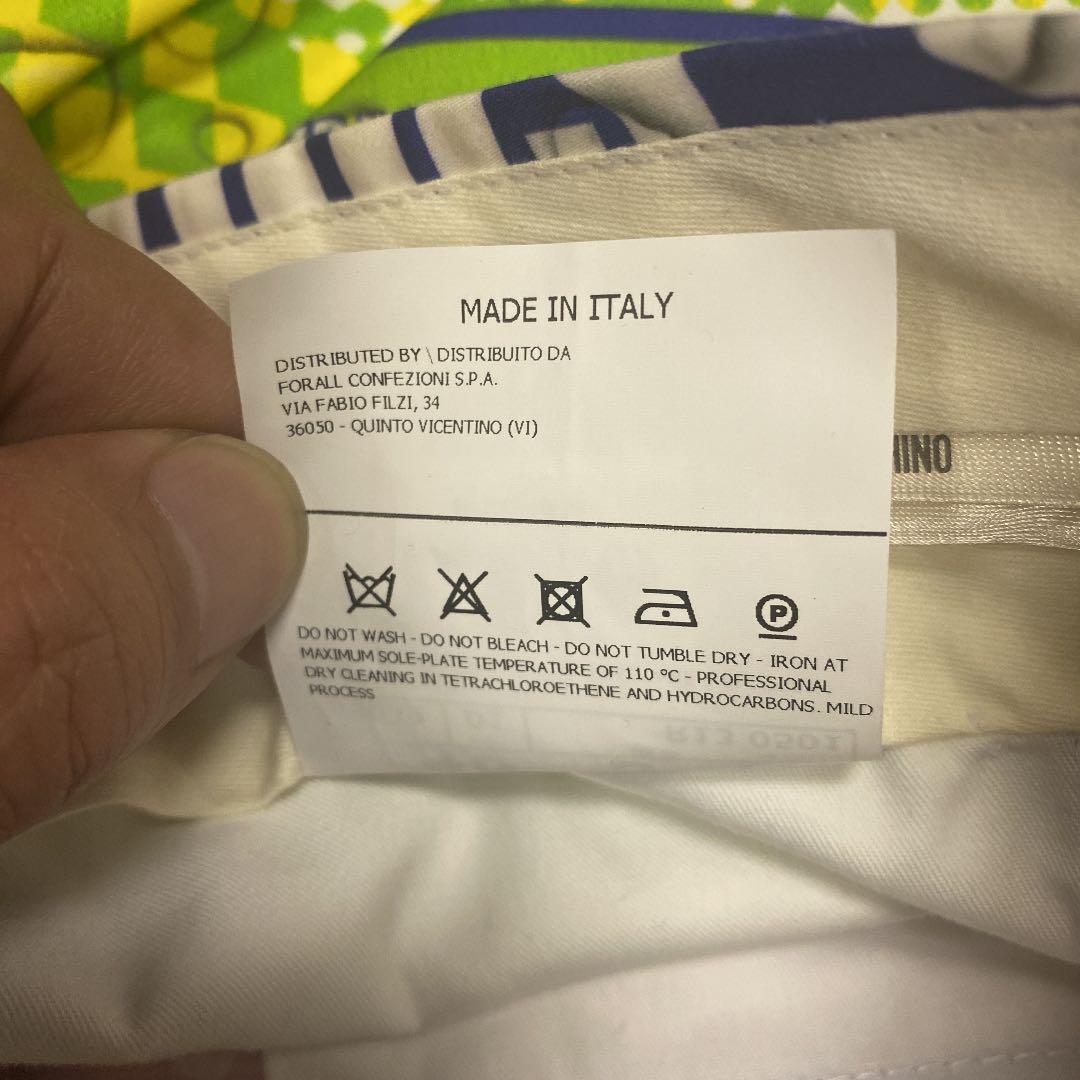 MADE IN ITALY
DISTRIBUTED BY \ DISTRIBUITO DA
FORALL CONFEZIONI S.P.A.
VIA FABIO FILZI, 34
36050 - QUINTO VICENTINO (VI)
P
DO NOT WASH - DO NOT BLEACH - DO NOT TUMBLE DRY - IRON AT
MAXIMUM SOLE-PLATE TEMPERATURE OF 110 °C - PROFESSIONAL
DRY CLEANING IN TETRACHLOROETHENE AND HYDROCARBONS. MILD
PROCESS